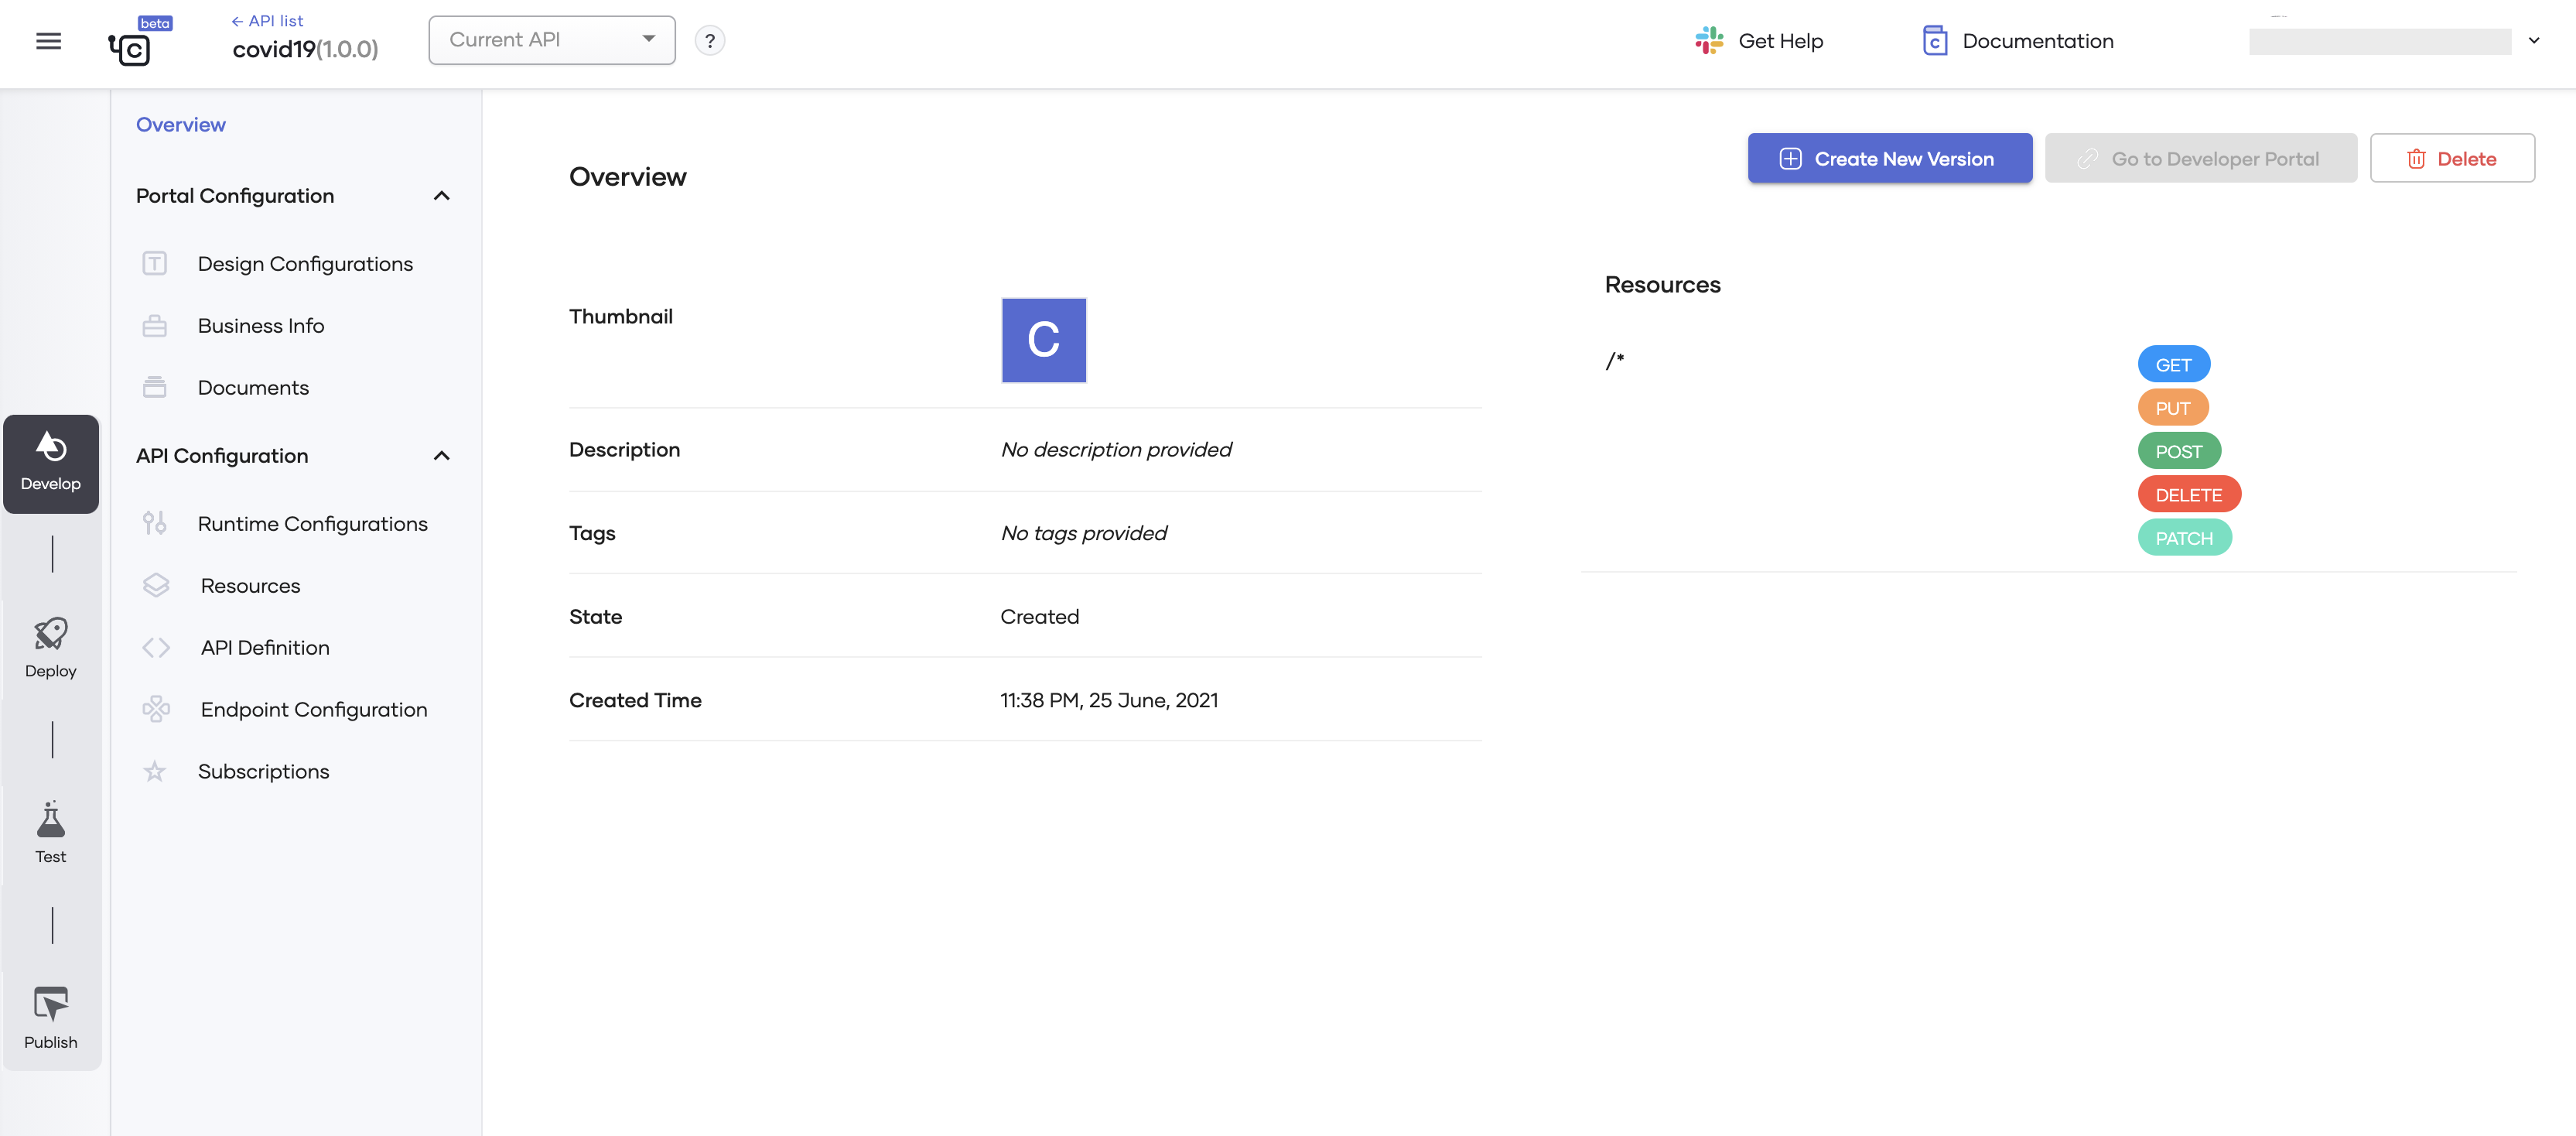 beta
C
← API list
covid19(1.0.0)
Current API
?
Get Help
C
Documentation
Overview
Portal Configuration
Design Configurations
Business Info
Documents
API Configuration
Runtime Configurations
Resources
API Definition
Endpoint Configuration
Subscriptions
Develop
Deploy
Test
Publish
Overview
Create New Version
Go to Developer Portal
Delete
Thumbnail
C
Description
No description provided
Tags
No tags provided
State
Created
Created Time
11:38 PM, 25 June, 2021
Resources
/*
GET
PUT
POST
DELETE
PATCH